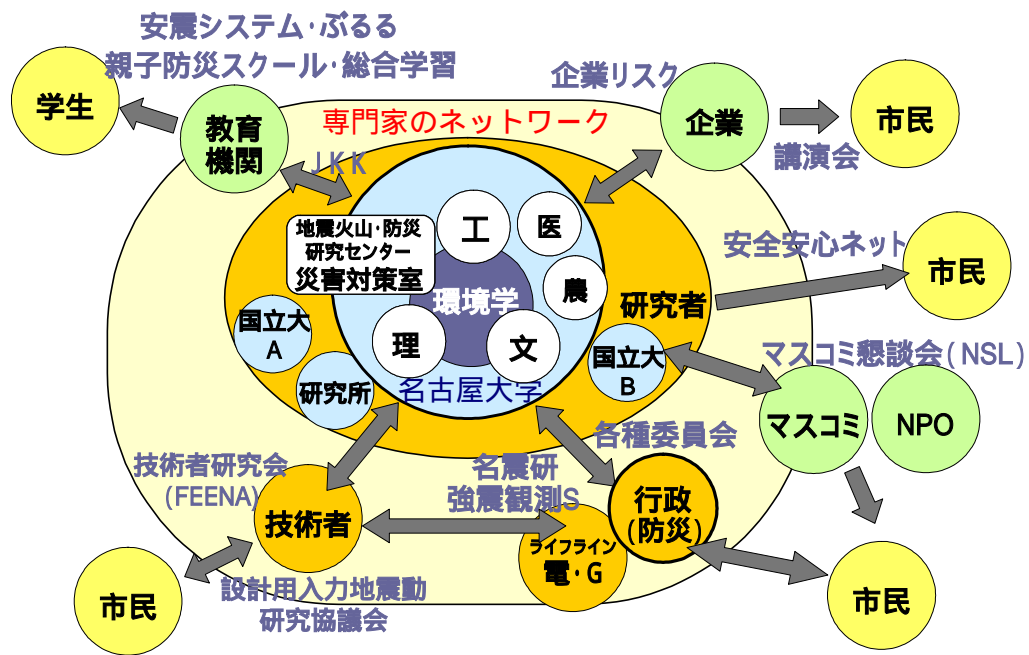 安震システム・ぶるる
親子防災スクール・総合学習
学生
教育
機関
専門家のネットワーク
企業リスク
企業
市民
講演会
JKK
地震火山・防災
研究センター
災害対策室
工
医
農
環境学
理
文
名古屋大学
研究者
安全安心ネット
市民
国立大
A
研究所
国立大
B
マスコミ懇談会(NSL)
マスコミ
NPO
各種委員会
技術者研究会
(FEENA)
名震研
強震観測S
技術者
行政
(防災)
ライフライン
電・G
市民
設計用入力地震動
研究協議会
市民